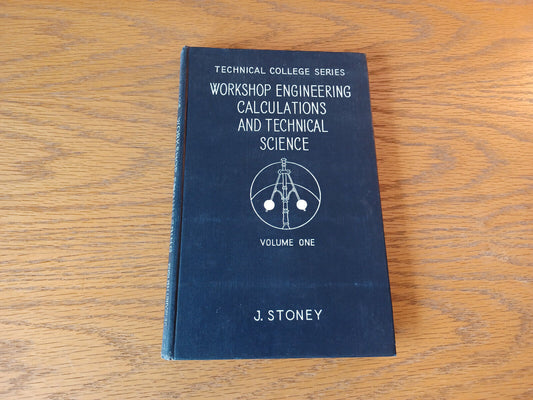 TECHNICAL COLLEGE SERIES
WORKSHOP ENGINEERING
CALCULATIONS
AND TECHNICAL
SCIENCE
VOLUME ONE
J. STONEY